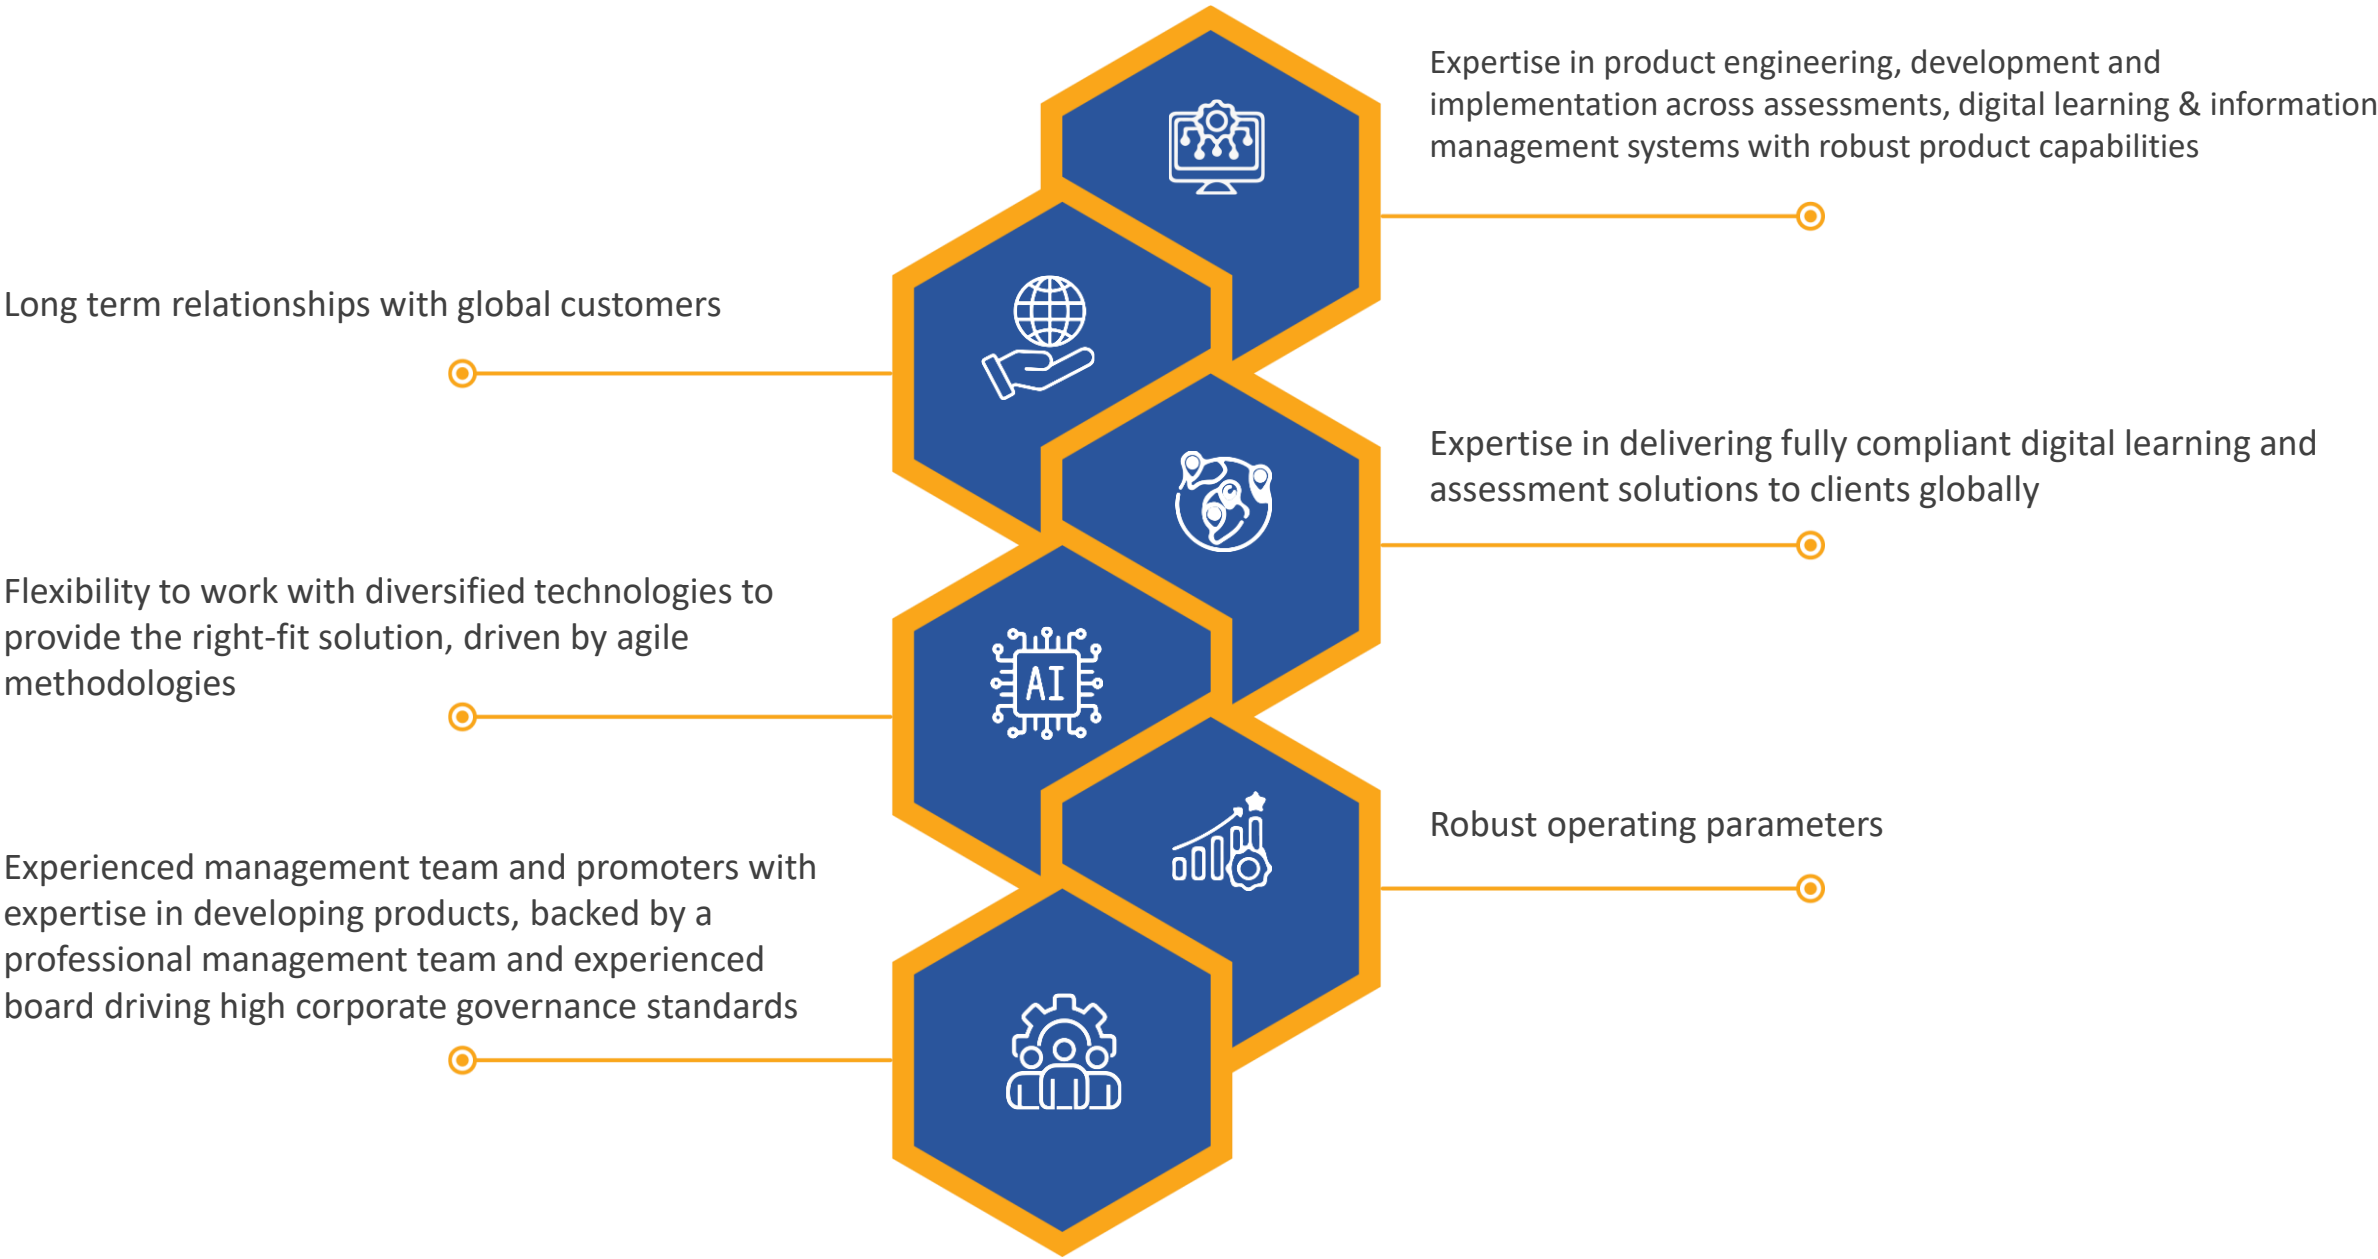 Expertise in product engineering, development and
implementation across assessments, digital learning & information
management systems with robust product capabilities
Long term relationships with global customers
Expertise in delivering fully compliant digital learning and
assessment solutions to clients globally
Flexibility to work with diversified technologies to
provide the right-fit solution, driven by agile
methodologies
AI
Robust operating parameters
Experienced management team and promoters with
expertise in developing products, backed by a
professional management team and experienced
board driving high corporate governance standards